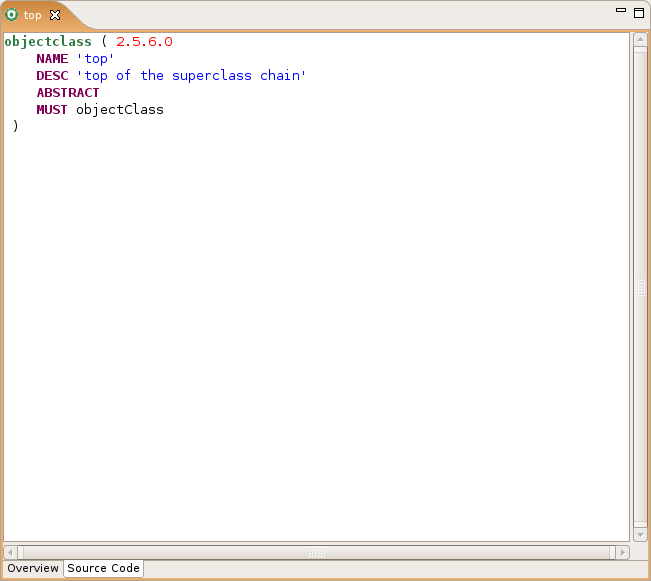 top
objectclass ( 2.5.6.0
NAME 'top'
DESC 'top of the superclass chain'
ABSTRACT
MUST objectClass
)
Overview Source Code